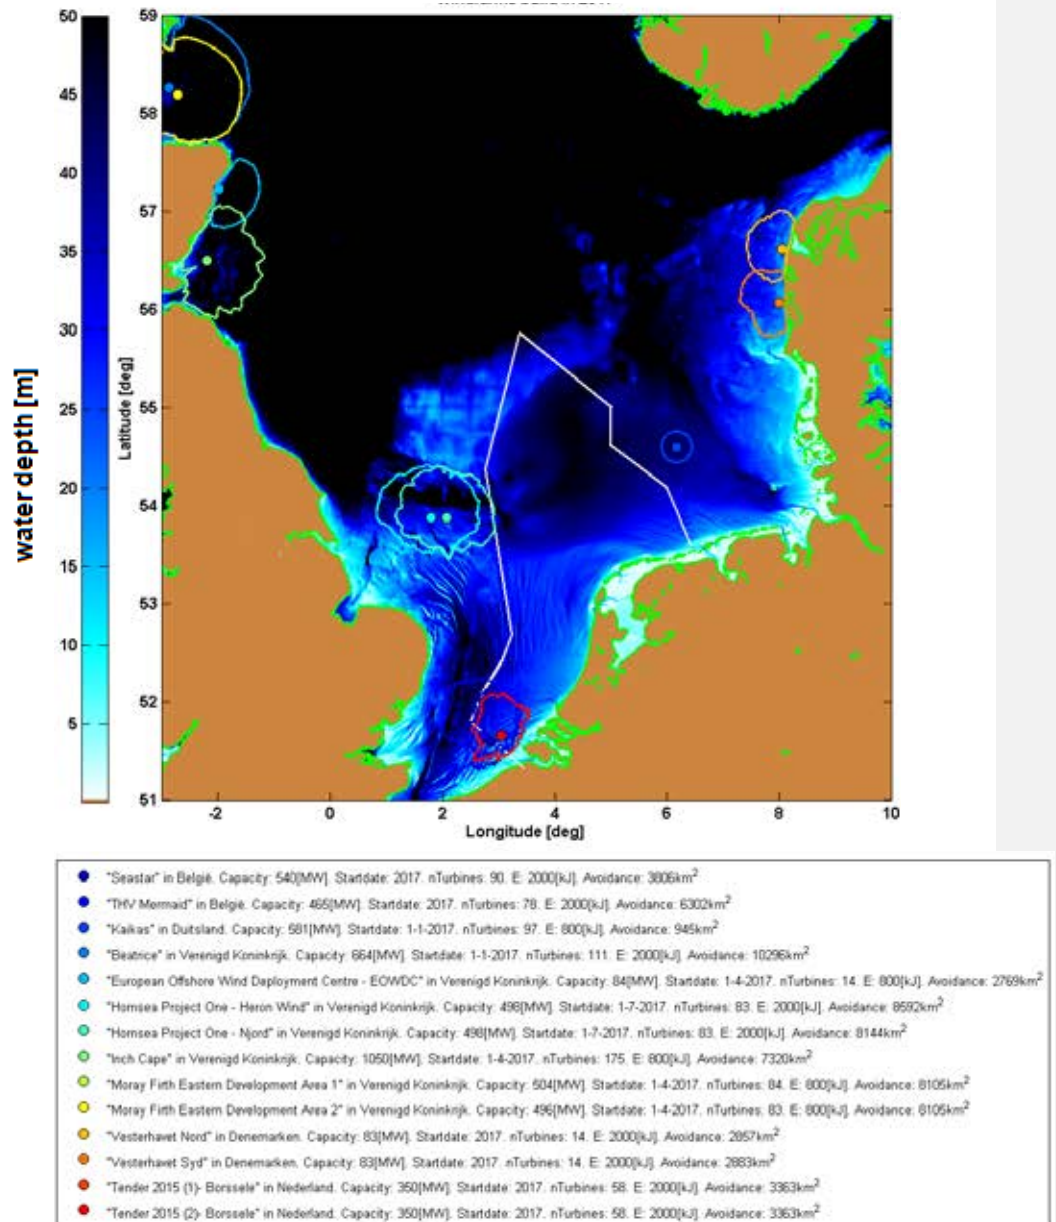 50
45
40
35
30
25
20
15
10
5
water depth [m]
59
58
57
56
55
54
53
52
51
Latitude [deg]
-2
0
2
4
6
8
10
Longitude [deg]
"Seastar" in België. Capacity: 540[MW]. Startdate: 2017. nTurbines: 90. E: 2000[kJ]. Avoidance: 3806km²
"THV Mermaid" in België. Capacity: 465[MW]. Startdate: 2017. nTurbines: 78. E: 2000[kJ]. Avoidance: 6302km²
"Kaikas" in Duitsland. Capacity: 581[MW]. Startdate: 1-1-2017. nTurbines: 97. E: 800[kJ]. Avoidance: 945km²
"Beatrice" in Verenigd Koninkrijk. Capacity: 664[MW]. Startdate: 1-1-2017. nTurbines: 111. E: 2000[kJ]. Avoidance: 10296km²
"European Offshore Wind Deployment Centre - EOWDC" in Verenigd Koninkrijk. Capacity: 84[MW]. Startdate: 1-4-2017. nTurbines: 14. E: 800[kJ]. Avoidance: 2769km²
"Hornsea Project One - Heron Wind" in Verenigd Koninkrijk. Capacity: 498[MW]. Startdate: 1-7-2017. nTurbines: 83. E: 2000[kJ]. Avoidance: 8592km²
"Hornsea Project One - Njord" in Verenigd Koninkrijk. Capacity: 498[MW]. Startdate: 1-7-2017. nTurbines: 83. E: 2000[kJ]. Avoidance: 8144km²
"Inch Cape" in Verenigd Koninkrijk. Capacity: 1050[MW]. Startdate: 1-4-2017. nTurbines: 175. E: 800[kJ]. Avoidance: 7320km²
"Moray Firth Eastern Development Area 1" in Verenigd Koninkrijk. Capacity: 504[MW]. Startdate: 1-4-2017. nTurbines: 84. E: 800[kJ]. Avoidance: 8105km²
"Moray Firth Eastern Development Area 2" in Verenigd Koninkrijk. Capacity: 496[MW]. Startdate: 1-4-2017. nTurbines: 83. E: 800[kJ]. Avoidance: 8105km²
"Vesterhavet Nord" in Denemarken. Capacity: 83[MW]. Startdate: 2017. nTurbines: 14. E: 2000[kJ]. Avoidance: 2857km²
"Vesterhavet Syd" in Denemarken. Capacity: 83[MW]. Startdate: 2017. nTurbines: 14. E: 2000[kJ]. Avoidance: 2883km²
"Tender 2015 (1)- Borssele" in Nederland. Capacity: 350[MW]. Startdate: 2017. nTurbines: 58. E: 2000[kJ]. Avoidance: 3363km²
"Tender 2015 (2)- Borssele" in Nederland. Capacity: 350[MW]. Startdate: 2017. nTurbines: 58. E: 2000[kJ]. Avoidance: 3363km²